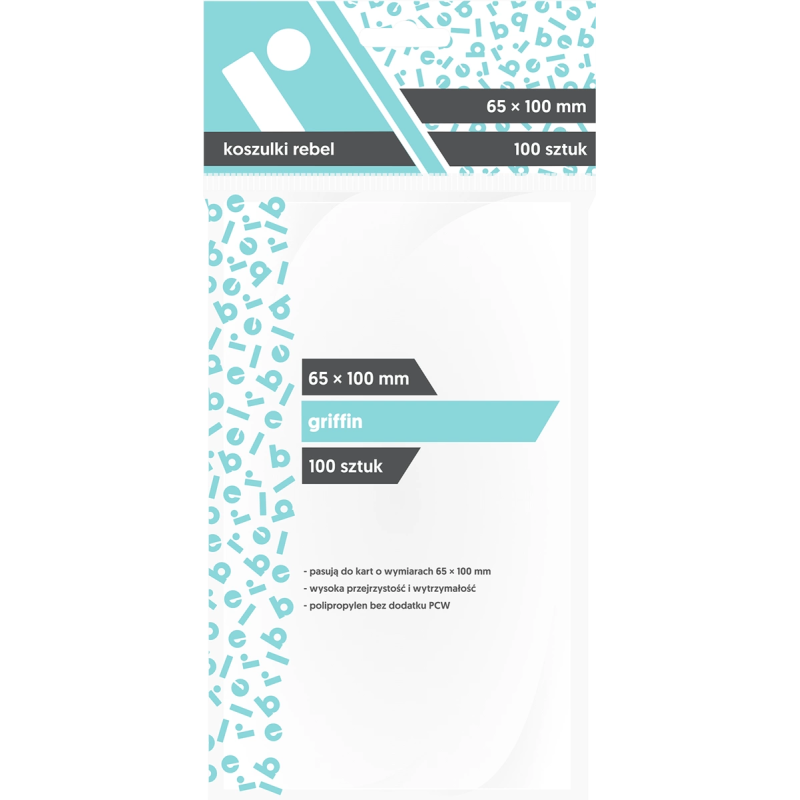 65 × 100 mm
koszulki rebel
100 sztuk
65 × 100 mm
griffin
100 sztuk
- pasują do kart o wymiarach 65 × 100 mm
- wysoka przejrzystość i wytrzymałość
- polipropylen bez dodatku PCW